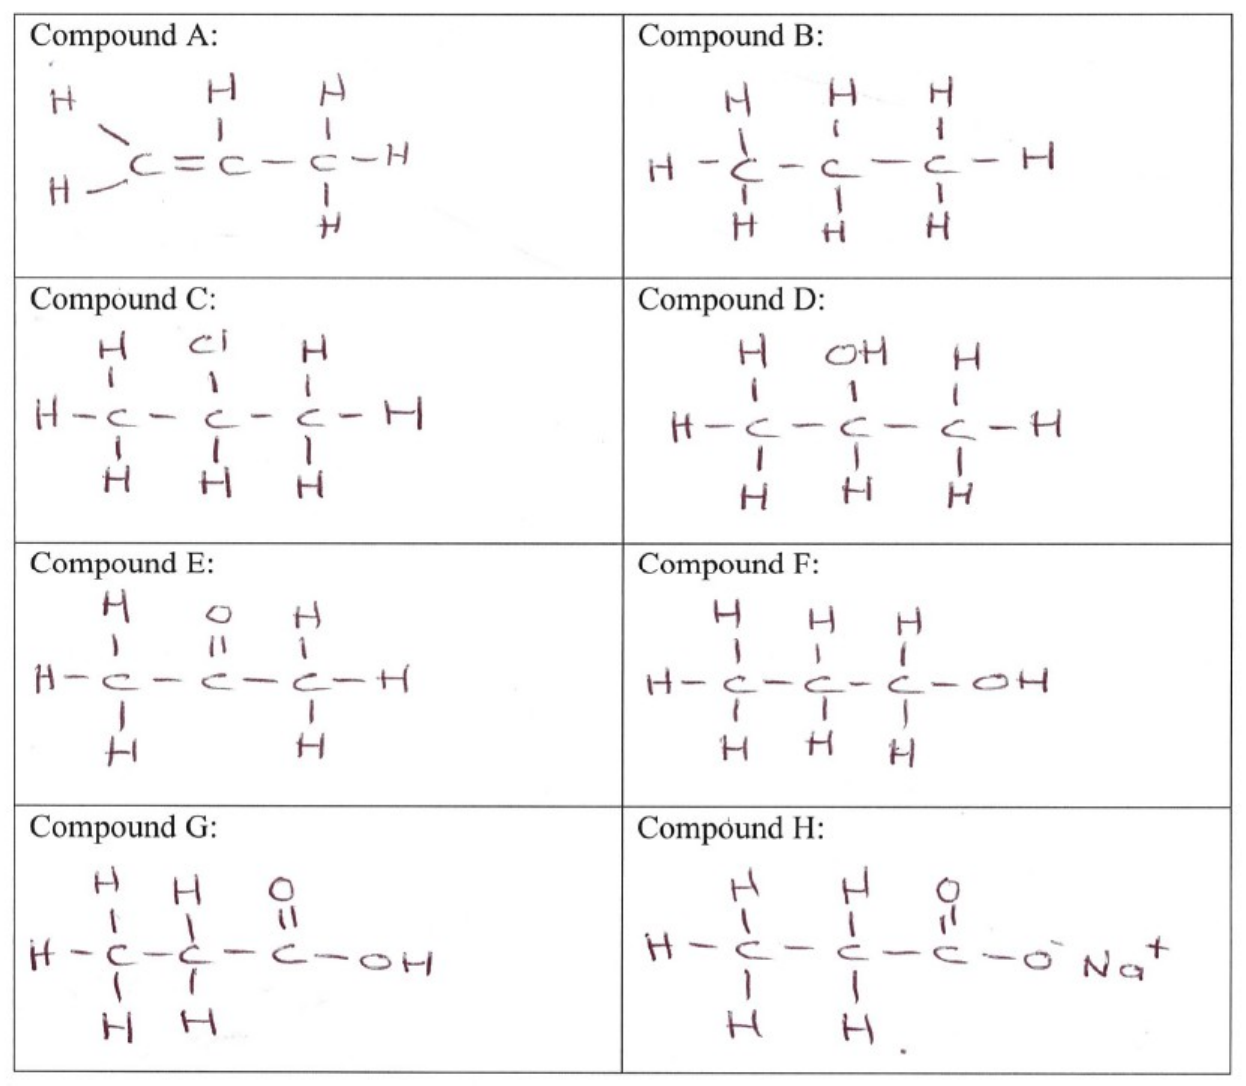 Compound A:
H H H
C = C - C - H
H
H
Compound B:
H H H
H - C - C - C - H
H H H
Compound C:
H Cl H
H - C - C - C - H
H H H
Compound D:
H OH H
H - C - C - C - H
H H H
Compound E:
H O H
H - C - C - C - H
H H
Compound F:
H H H
H - C - C - C - OH
H H H
Compound G:
H H O
H - C - C - C - OH
H H
Compound H:
H H O
H - C - C - C - O⁻ Na⁺
H H